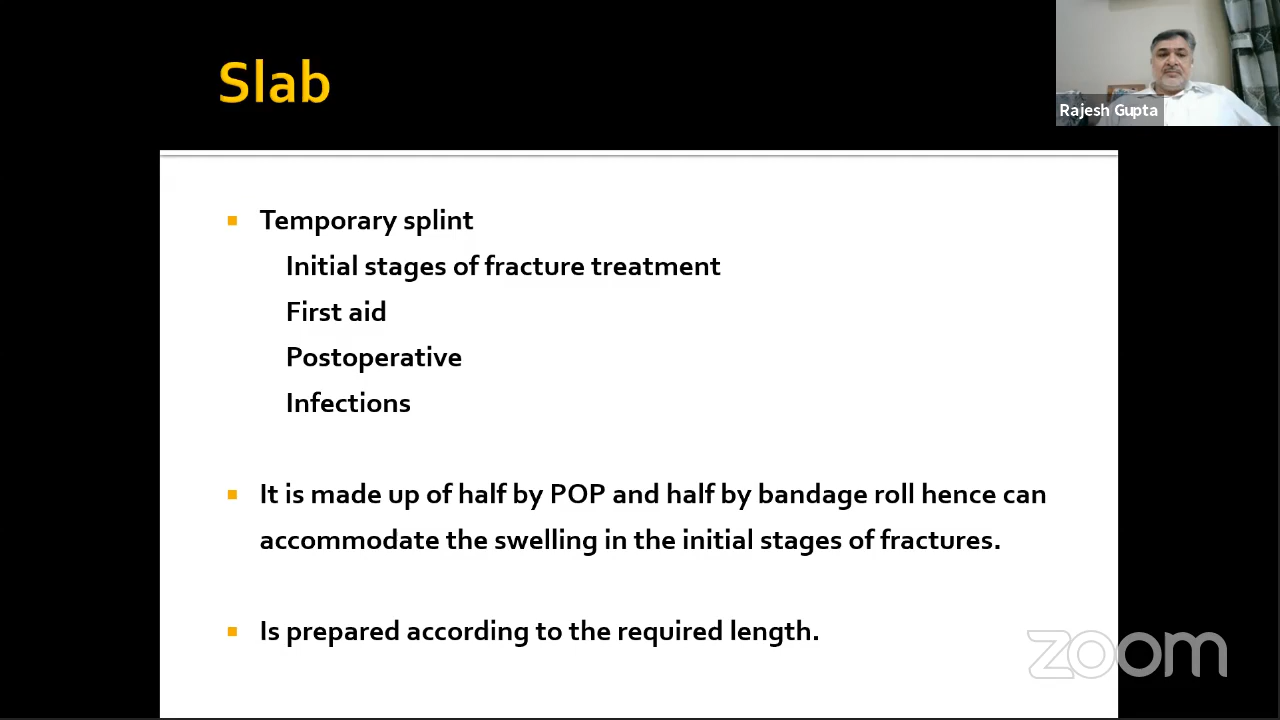 Slab
Rajesh Gupta
Temporary splint
Initial stages of fracture treatment
First aid
Postoperative
Infections
It is made up of half by POP and half by bandage roll hence can
accommodate the swelling in the initial stages of fractures.
Is prepared according to the required length.
zoom